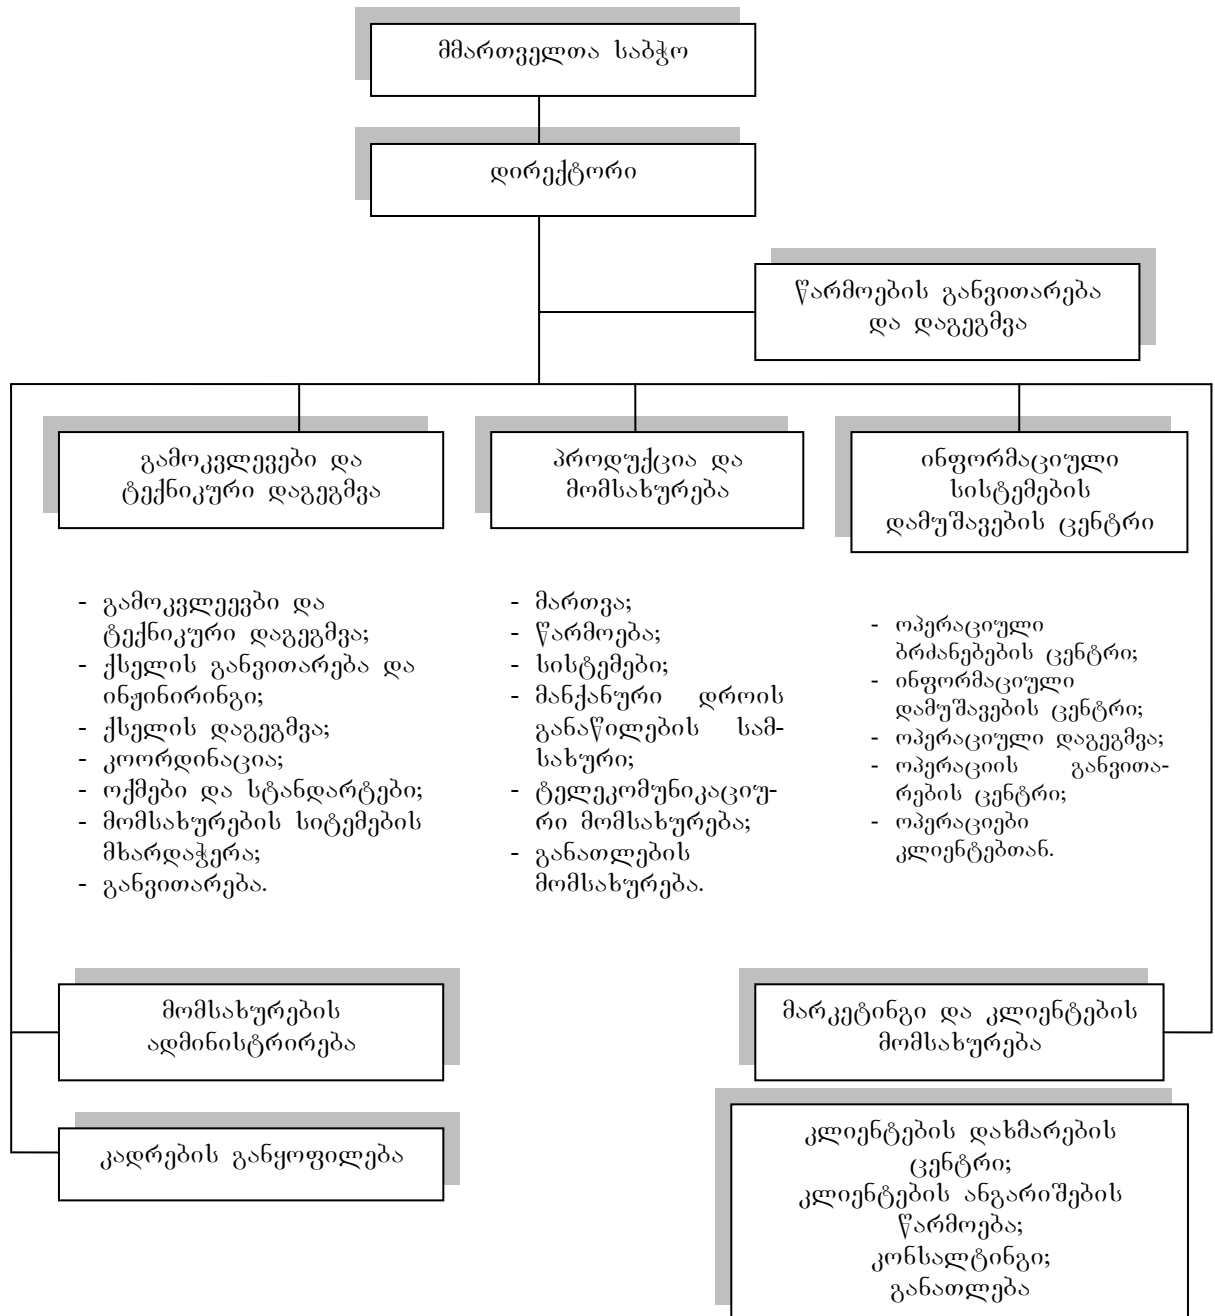 მმართველთა საბჭო
დირექტორი
წარმოების განვითარება
და დაგეგმვა
გამოკვლევები და
ტექნიკური დაგეგმვა
პროდუქცია და
მომსახურება
ინფორმაციული
სისტემების
დამუშავების ცენტრი
- გამოკვლეევბი და
ტექნიკური დაგეგმვა;
- ქსელის განვითარება და
ინჟინირინგი;
- ქსელის დაგეგმვა;
- კოორდინაცია;
- ოქმები და სტანდარტები;
- მომსახურების სიტემების
მხარდაჭერა;
- განვითარება.
- მართვა;
- წარმოება;
- სისტემები;
- მანქანური დროის
განაწილების სამ-
სახური;
- ტელეკომუნიკაციუ-
რი მომსახურება;
- განათლების
მომსახურება.
- ოპერაციული
ბრძანებების ცენტრი;
- ინფორმაციული
დამუშავების ცენტრი;
- ოპერაციული დაგეგმვა;
- ოპერაციის განვითა-
რების ცენტრი;
- ოპერაციები
კლიენტებთან.
მომსახურების
ადმინისტრირება
კადრების განყოფილება
მარკეტინგი და კლიენტების
მომსახურება
კლიენტების დახმარების
ცენტრი;
კლიენტების ანგარიშების
წარმოება;
კონსალტინგი;
განათლება